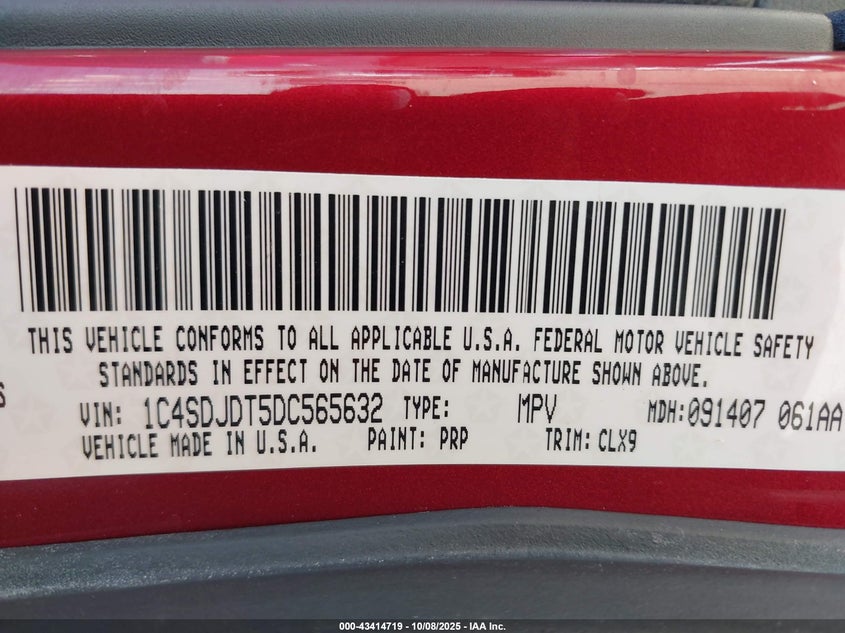 THIS VEHICLE CONFORMS TO ALL APPLICABLE U.S.A. FEDERAL MOTOR VEHICLE SAFETY
STANDARDS IN EFFECT ON THE DATE OF MANUFACTURE SHOWN ABOVE.
VIN: 1C4SDJDT5DC565632 TYPE: MPV MDH:091407 061AA
VEHICLE MADE IN U.S.A. PAINT: PRP TRIM: CLX9
000-43414719 - 10/08/2025 - IAA Inc.